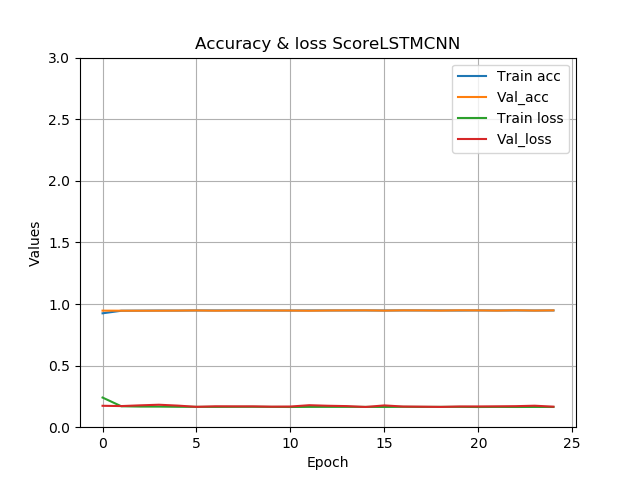 Accuracy & loss ScoreLSTMCNN
3.0
2.5
2.0
1.5
1.0
0.5
0.0
Values
Train acc
Val_acc
Train loss
Val_loss
0
5
10
15
20
25
Epoch